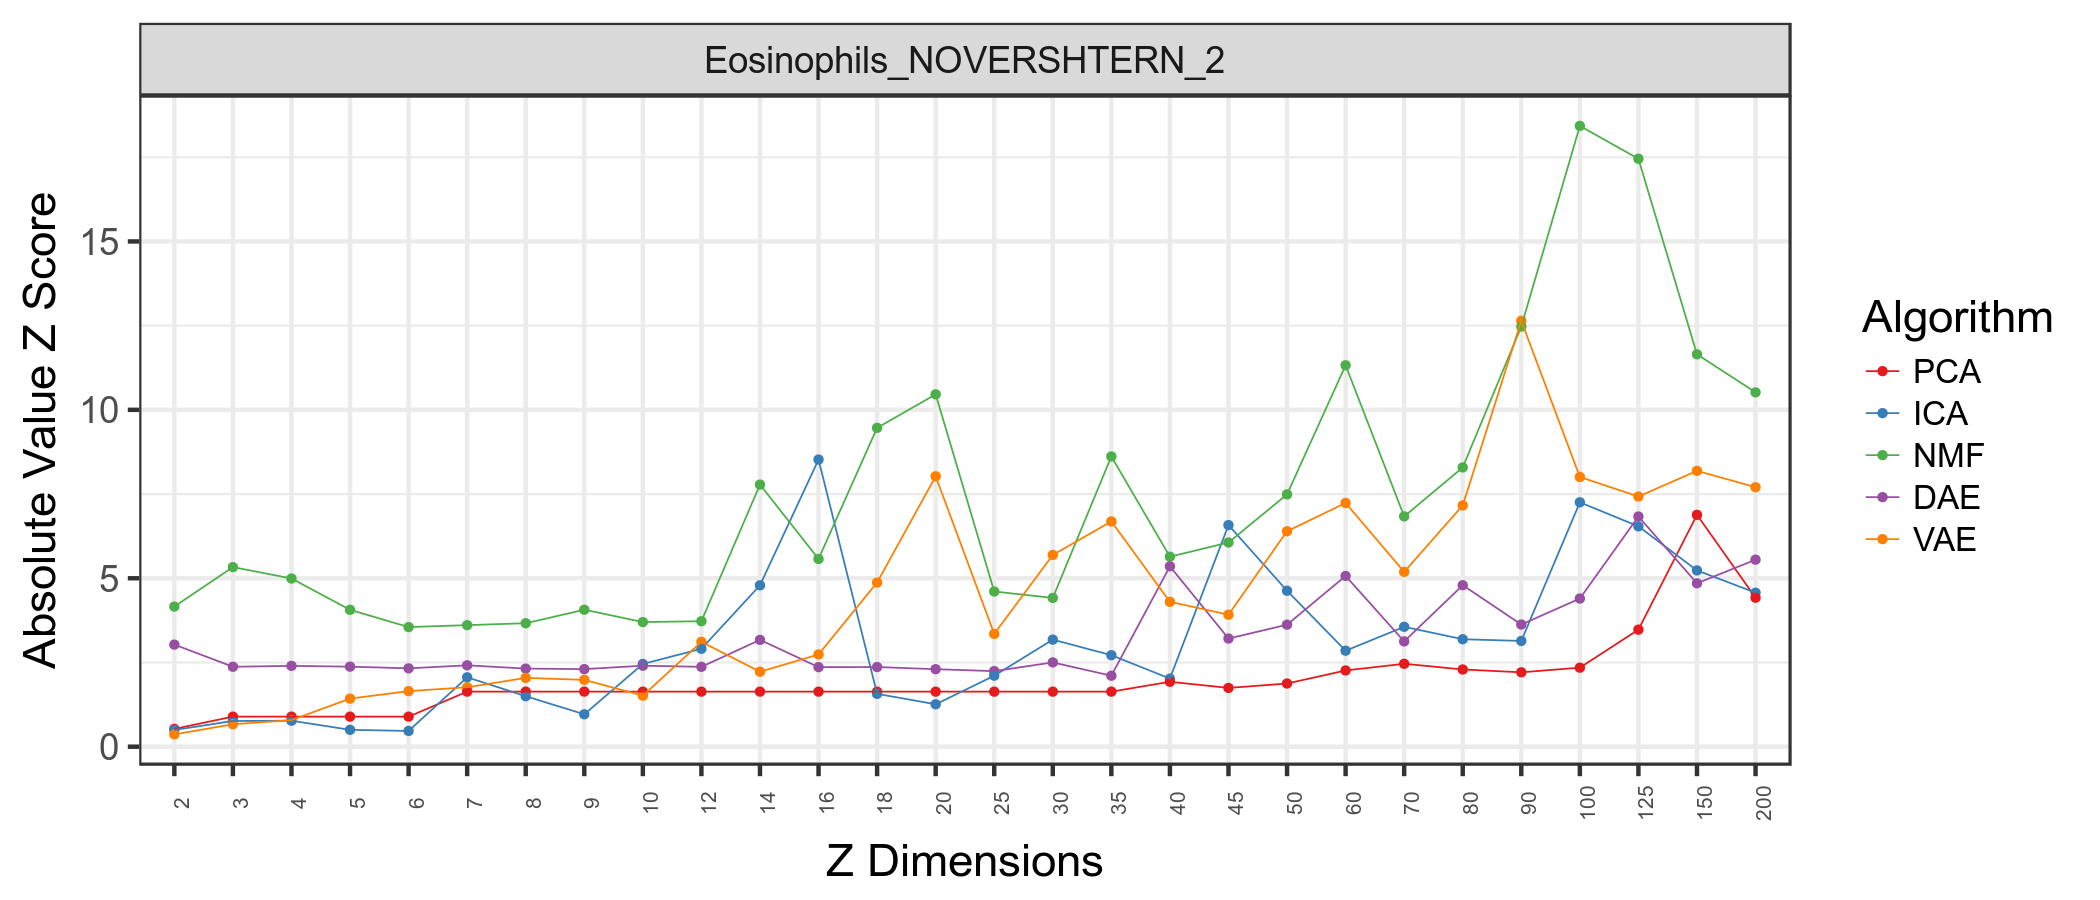 Eosinophils_NOVERSHTERN_2
Absolute Value Z Score
15
10
5
0
2 3 4 5 6 7 8 9 10 12 14 16 18 20 25 30 35 40 45 50 60 70 80 90 100 125 150 200
Z Dimensions
Algorithm
PCA
ICA
NMF
DAE
VAE